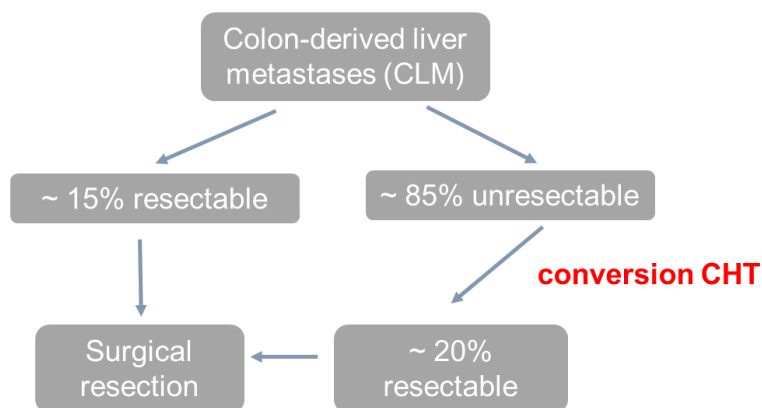 Colon-derived liver
metastases (CLM)
~ 15% resectable
~ 85% unresectable
conversion CHT
Surgical
resection
~ 20%
resectable